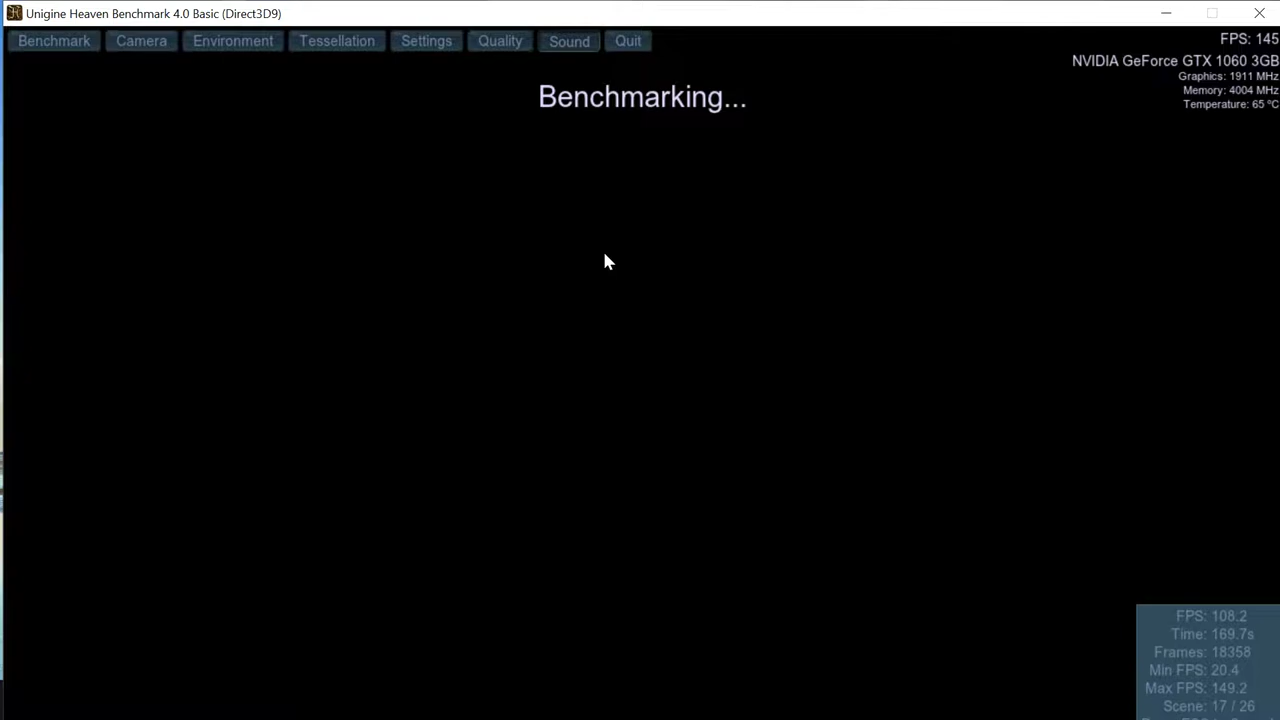 Unigine Heaven Benchmark 4.0 Basic (Direct3D9)
Benchmark Camera Environment Tessellation Settings Quality Sound Quit
FPS: 145
NVIDIA GeForce GTX 1060 3GB
Graphics: 1911 MHz
Memory: 4004 MHz
Temperature: 65 ºC
Benchmarking...
FPS: 108.2
Time: 169.7s
Frames: 18358
Min FPS: 20.4
Max FPS: 149.2
Scene: 17 / 26